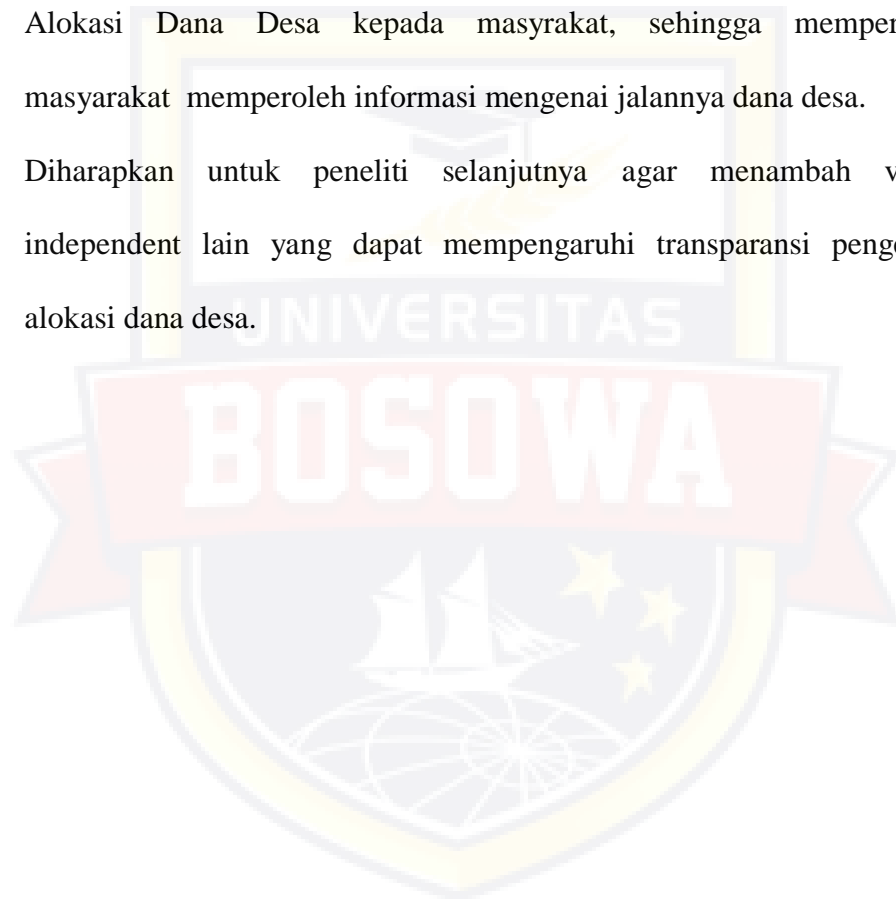 Alokasi Dana Desa kepada masyrakat, sehingga
masyarakat memperoleh informasi mengenai jalannya dana desa.
Diharapkan untuk peneliti selanjutnya agar menambah
independent lain yang dapat mempengaruhi transparansi
alokasi dana desa.
UNIVERSITAS
BOSOWA